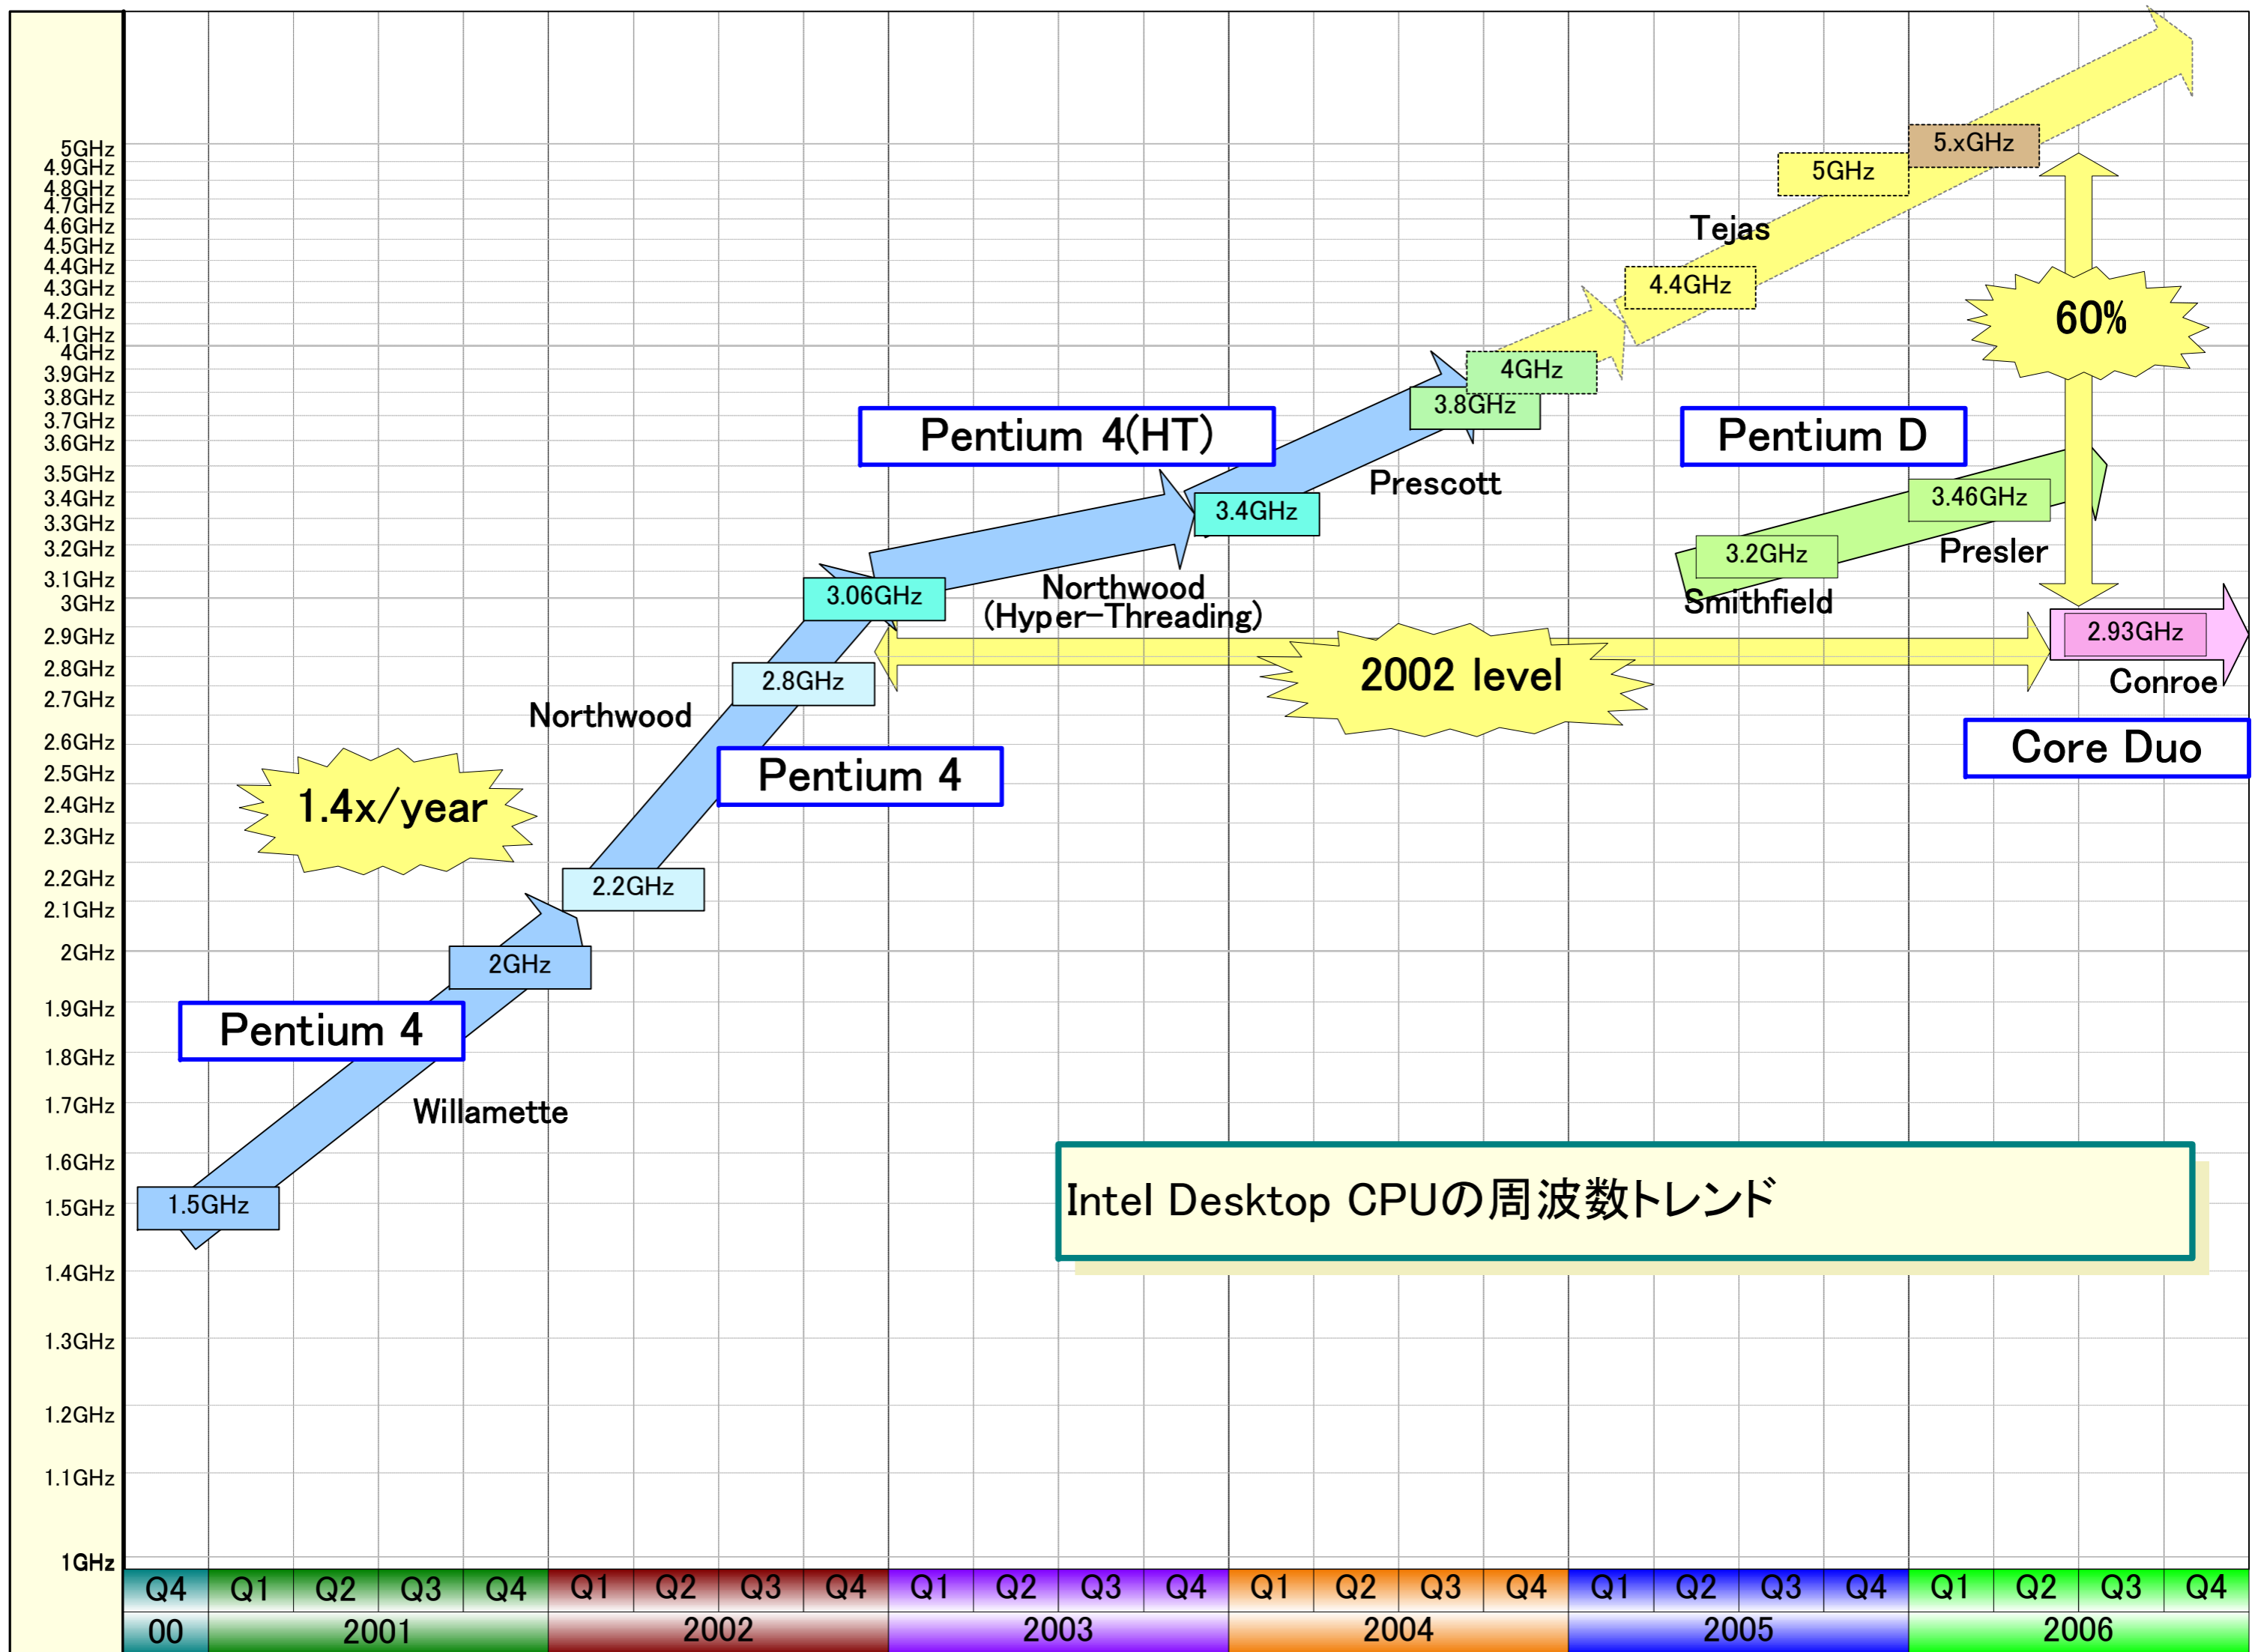 5GHz
4.9GHz
4.8GHz
4.7GHz
4.6GHz
4.5GHz
4.4GHz
4.3GHz
4.2GHz
4.1GHz
4GHz
3.9GHz
3.8GHz
3.7GHz
3.6GHz
3.5GHz
3.4GHz
3.3GHz
3.2GHz
3.1GHz
3GHz
2.9GHz
2.8GHz
2.7GHz
2.6GHz
2.5GHz
2.4GHz
2.3GHz
2.2GHz
2.1GHz
2GHz
1.9GHz
1.8GHz
1.7GHz
1.6GHz
1.5GHz
1.4GHz
1.3GHz
1.2GHz
1.1GHz
1GHz
5.xGHz
5GHz
Tejas
4.4GHz
60%
4GHz
3.8GHz
Pentium 4(HT)
Pentium D
Prescott
3.46GHz
3.4GHz
3.2GHz
Presler
3.06GHz
Northwood
(Hyper-Threading)
Smithfield
2.93GHz
2002 level
2.8GHz
Conroe
Northwood
Core Duo
Pentium 4
1.4x/year
2.2GHz
2GHz
Pentium 4
Willamette
1.5GHz
Intel Desktop CPUの周波数トレンド
Q4 Q1 Q2 Q3 Q4 Q1 Q2 Q3 Q4 Q1 Q2 Q3 Q4 Q1 Q2 Q3 Q4 Q1 Q2 Q3 Q4 Q1 Q2 Q3 Q4
00 2001 2002 2003 2004 2005 2006